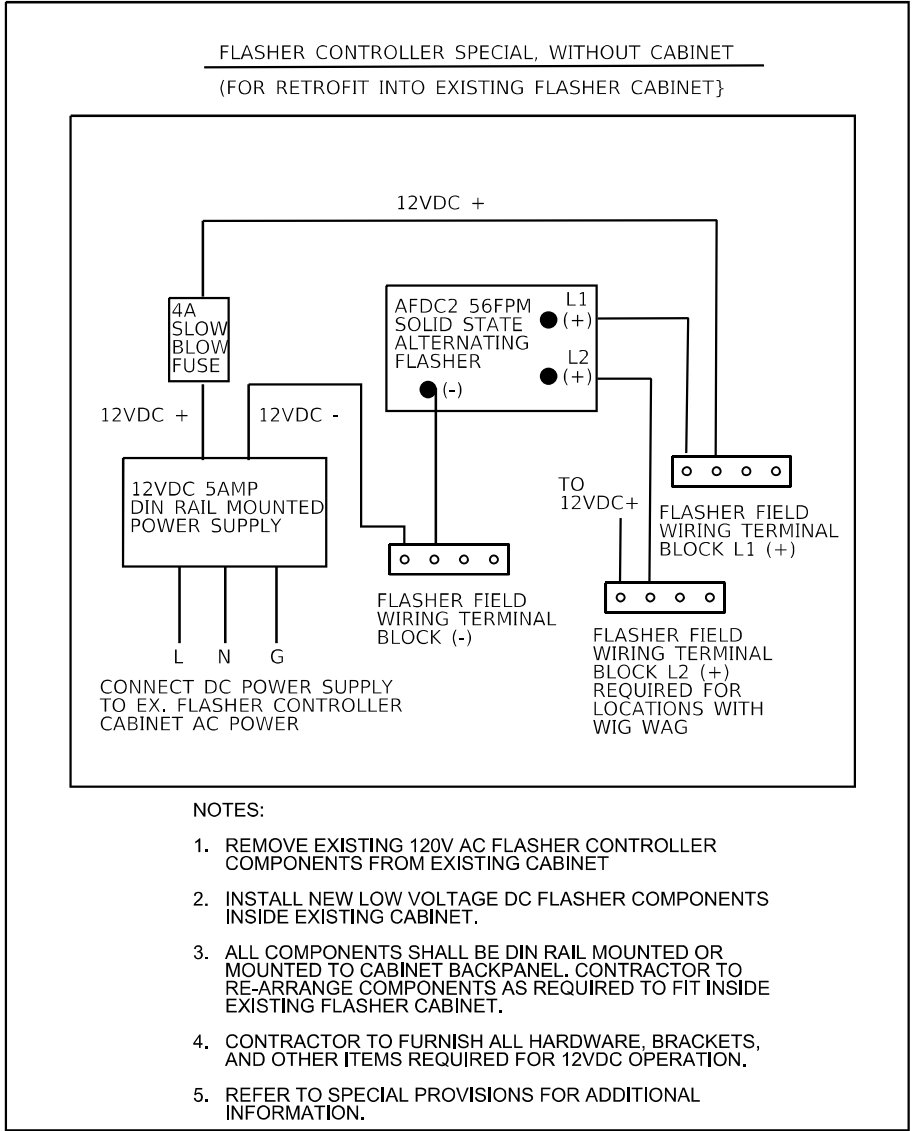 FLASHER CONTROLLER SPECIAL, WITHOUT CABINET
(FOR RETROFIT INTO EXISTING FLASHER CABINET}
12VDC +
4A
SLOW
BLOW
FUSE
AFDC2 56FPM
SOLID STATE
ALTERNATING
FLASHER
L1
(+)
L2
(+)
(-)
12VDC +
12VDC -
12VDC 5AMP
DIN RAIL MOUNTED
POWER SUPPLY
TO
12VDC+
FLASHER FIELD
WIRING TERMINAL
BLOCK L1 (+)
FLASHER FIELD
WIRING TERMINAL
BLOCK (-)
FLASHER FIELD
WIRING TERMINAL
BLOCK L2 (+)
REQUIRED FOR
LOCATIONS WITH
WIG WAG
L N G
CONNECT DC POWER SUPPLY
TO EX. FLASHER CONTROLLER
CABINET AC POWER
NOTES:
1. REMOVE EXISTING 120V AC FLASHER CONTROLLER
COMPONENTS FROM EXISTING CABINET
2. INSTALL NEW LOW VOLTAGE DC FLASHER COMPONENTS
INSIDE EXISTING CABINET.
3. ALL COMPONENTS SHALL BE DIN RAIL MOUNTED OR
MOUNTED TO CABINET BACKPANEL. CONTRACTOR TO
RE-ARRANGE COMPONENTS AS REQUIRED TO FIT INSIDE
EXISTING FLASHER CABINET.
4. CONTRACTOR TO FURNISH ALL HARDWARE, BRACKETS,
AND OTHER ITEMS REQUIRED FOR 12VDC OPERATION.
5. REFER TO SPECIAL PROVISIONS FOR ADDITIONAL
INFORMATION.